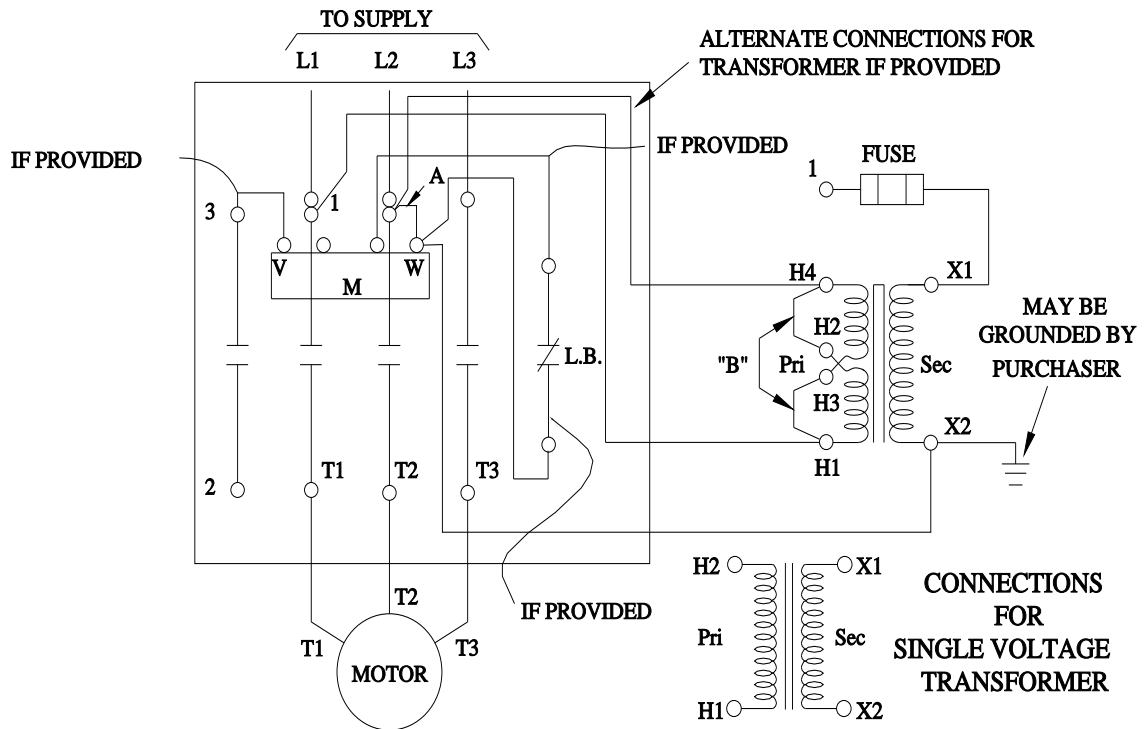 TO SUPPLY
L1 L2 L3
ALTERNATE CONNECTIONS FOR
TRANSFORMER IF PROVIDED
IF PROVIDED
IF PROVIDED
A
1
FUSE
3
1
V
W
M
H4
X1
MAY BE
GROUNDED BY
PURCHASER
H2
"B"
Pri
Sec
L.B.
H3
X2
H1
2
T1
T2
T3
IF PROVIDED
T2
T1
T3
MOTOR
H2
X1
Pri
Sec
H1
X2
CONNECTIONS
FOR
SINGLE VOLTAGE
TRANSFORMER